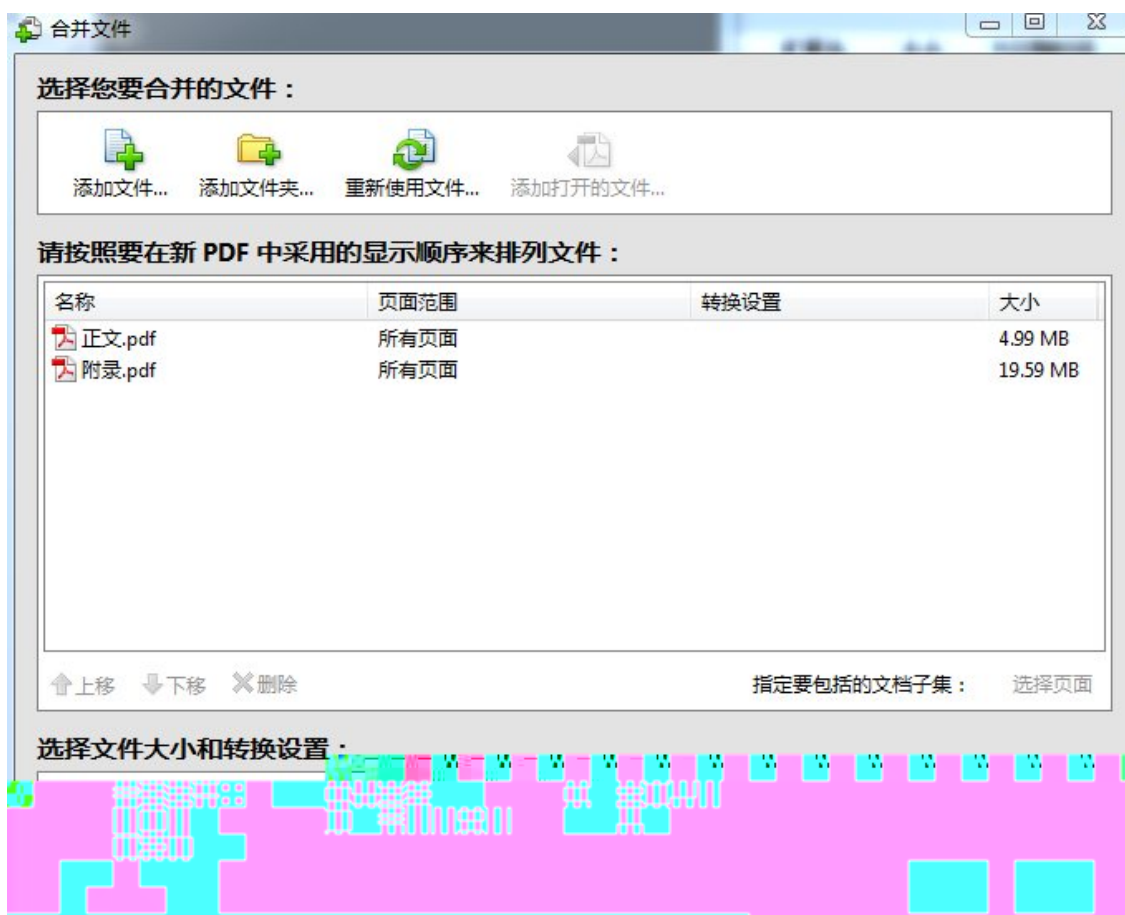 合并文件
选择您要合并的文件：
添加文件... 添加文件夹... 重新使用文件... 添加打开的文件...
请按照要在新 PDF 中采用的显示顺序来排列文件：
名称 页面范围 转换设置 大小
正文.pdf 所有页面 4.99 MB
附录.pdf 所有页面 19.59 MB
上移 下移 删除 指定要包括的文档子集： 选择页面
选择文件大小和转换设置：